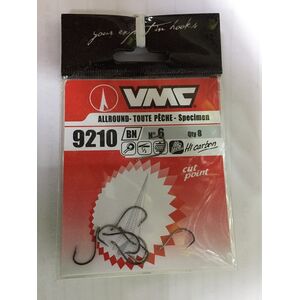 your expert in hooks
VMC
ALLROUND - TOUTE PÊCHE - Specimen
9210 BN N° 6 Qty 8
Hi carbon
cut point